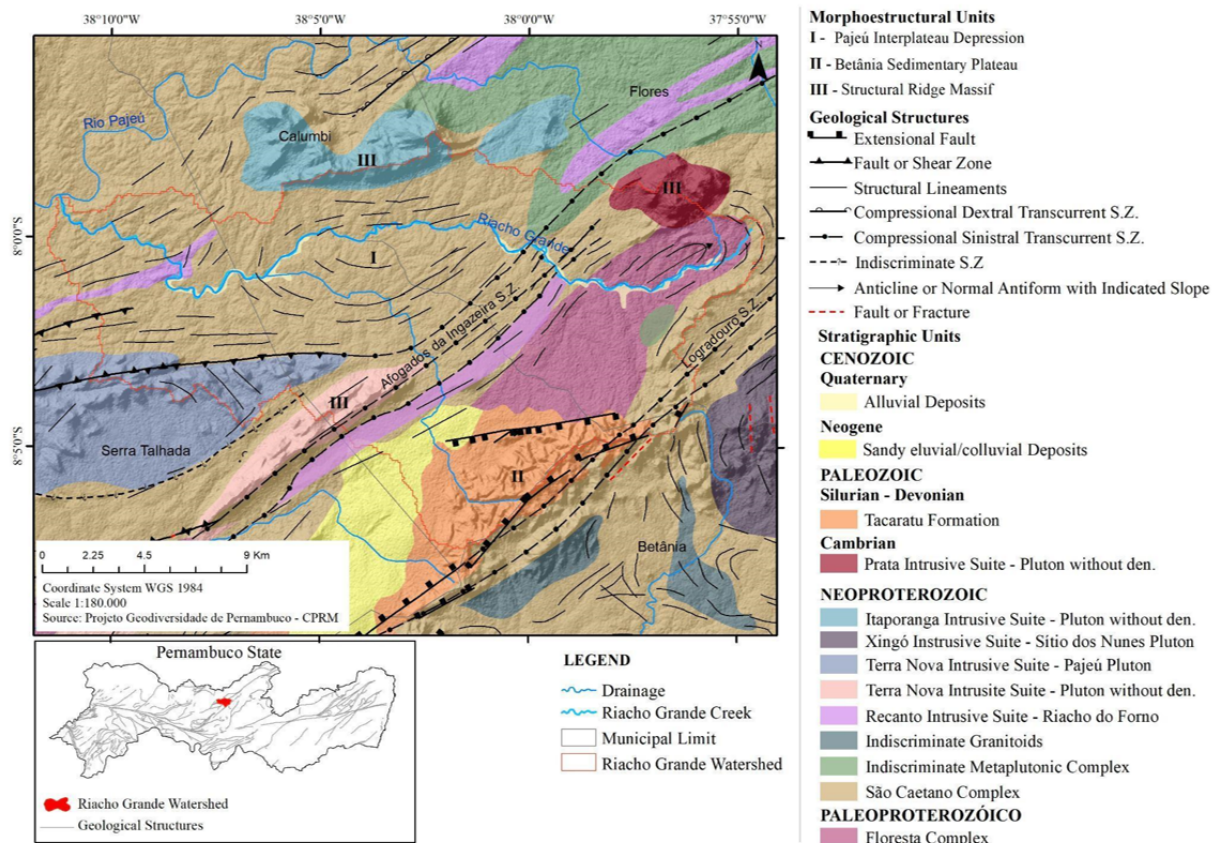 38°10'0"W 38°5'0"W 38°0'0"W 37°55'0"W
N
Flores
Rio Pajeú
Calumbi
III
III
8°0'0"S
8°0'0"S
Riacho Grande
I
Afogados da Ingazeira S.Z.
Logradouro S.Z.
III
8°5'0"S
8°5'0"S
Serra Talhada
II
Betânia
0 2.25 4.5 9 Km
Coordinate System WGS 1984
Scale 1:180.000
Source: Projeto Geodiversidade de Pernambuco - CPRM
Pernambuco State
Riacho Grande Watershed
Geological Structures
LEGEND
Drainage
Riacho Grande Creek
Municipal Limit
Riacho Grande Watershed
Morphoestructural Units
I - Pajeú Interplateau Depression
II - Betânia Sedimentary Plateau
III - Structural Ridge Massif
Geological Structures
Extensional Fault
Fault or Shear Zone
Structural Lineaments
Compressional Dextral Transcurrent S.Z.
Compressional Sinistral Transcurrent S.Z.
Indiscriminate S.Z
Anticline or Normal Antiform with Indicated Slope
Fault or Fracture
Stratigraphic Units
CENOZOIC
Quaternary
Alluvial Deposits
Neogene
Sandy eluvial/colluvial Deposits
PALEOZOIC
Silurian - Devonian
Tacaratu Formation
Cambrian
Prata Intrusive Suite - Pluton without den.
NEOPROTEROZOIC
Itaporanga Intrusive Suite - Pluton without den.
Xingó Instrusive Suite - Sítio dos Nunes Pluton
Terra Nova Intrusive Suite - Pajeú Pluton
Terra Nova Intrusite Suite - Pluton without den.
Recanto Intrusive Suite - Riacho do Forno
Indiscriminate Granitoids
Indiscriminate Metaplutonic Complex
São Caetano Complex
PALEOPROTEROZÓICO
Floresta Complex